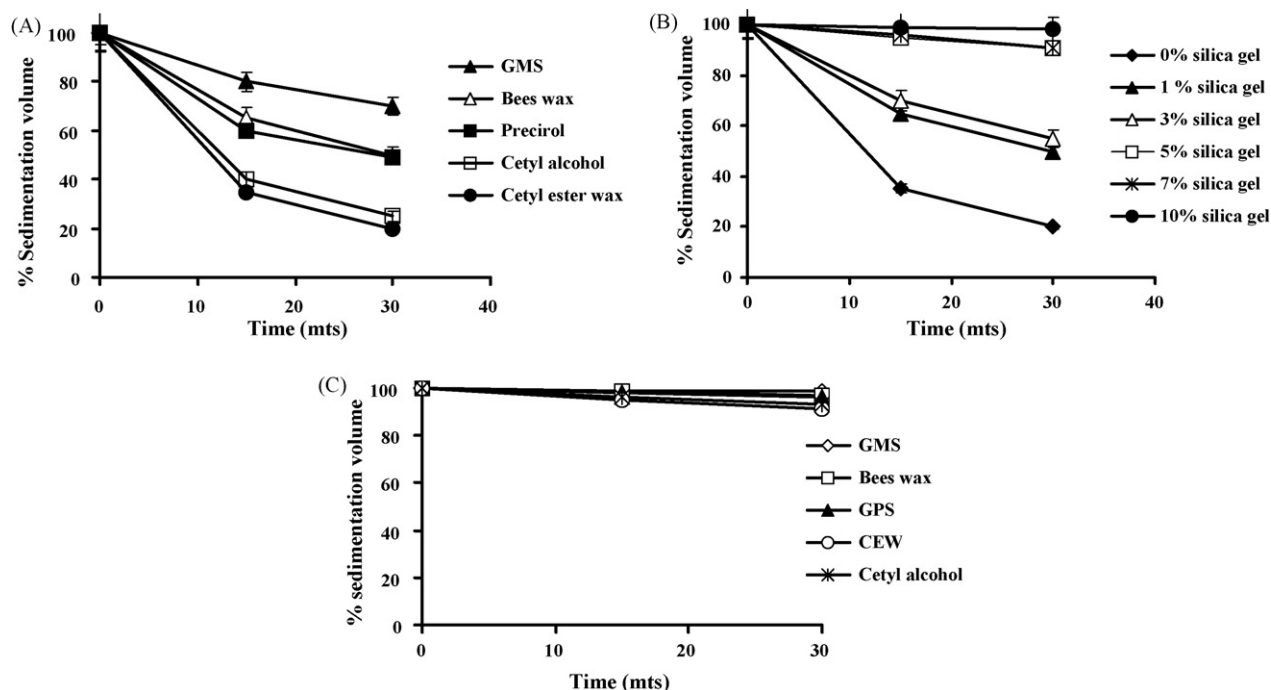 (A)
% Sedimentation volume
100
80
60
40
20
0
0
10
20
30
40
Time (mts)
GMS
Bees wax
Precirol
Cetyl alcohol
Cetyl ester wax
(B)
% Sedimentation volume
100
80
60
40
20
0
0
10
20
30
40
Time (mts)
0% silica gel
1 % silica gel
3% silica gel
5% silica gel
7% silica gel
10% silica gel
(C)
% sedimentation volume
100
80
60
40
20
0
0
10
20
30
Time (mts)
GMS
Bees wax
GPS
CEW
Cetyl alcohol